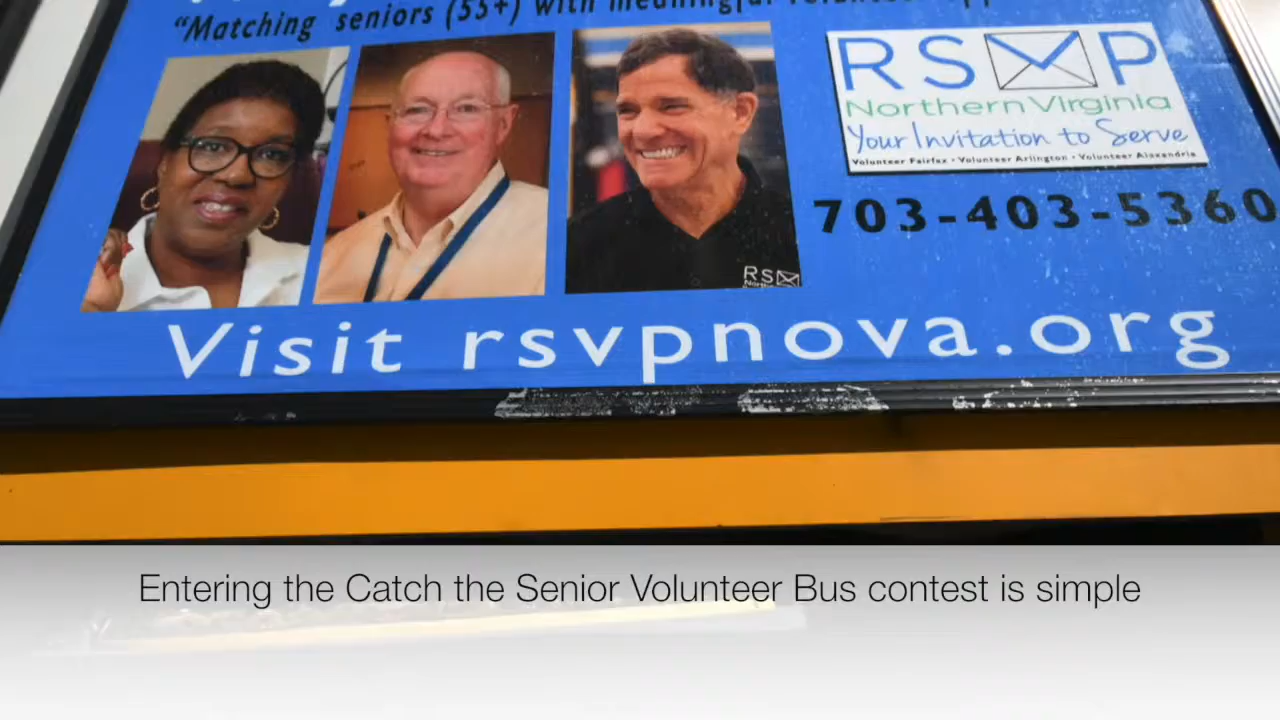 "Matching seniors (55+) with meaningful
RSVP
Northern Virginia
Your Invitation to Serve
Volunteer Fairfax • Volunteer Arlington • Volunteer Alexandria
703-403-5360
RS
Visit rsvpnova.org
Entering the Catch the Senior Volunteer Bus contest is simple